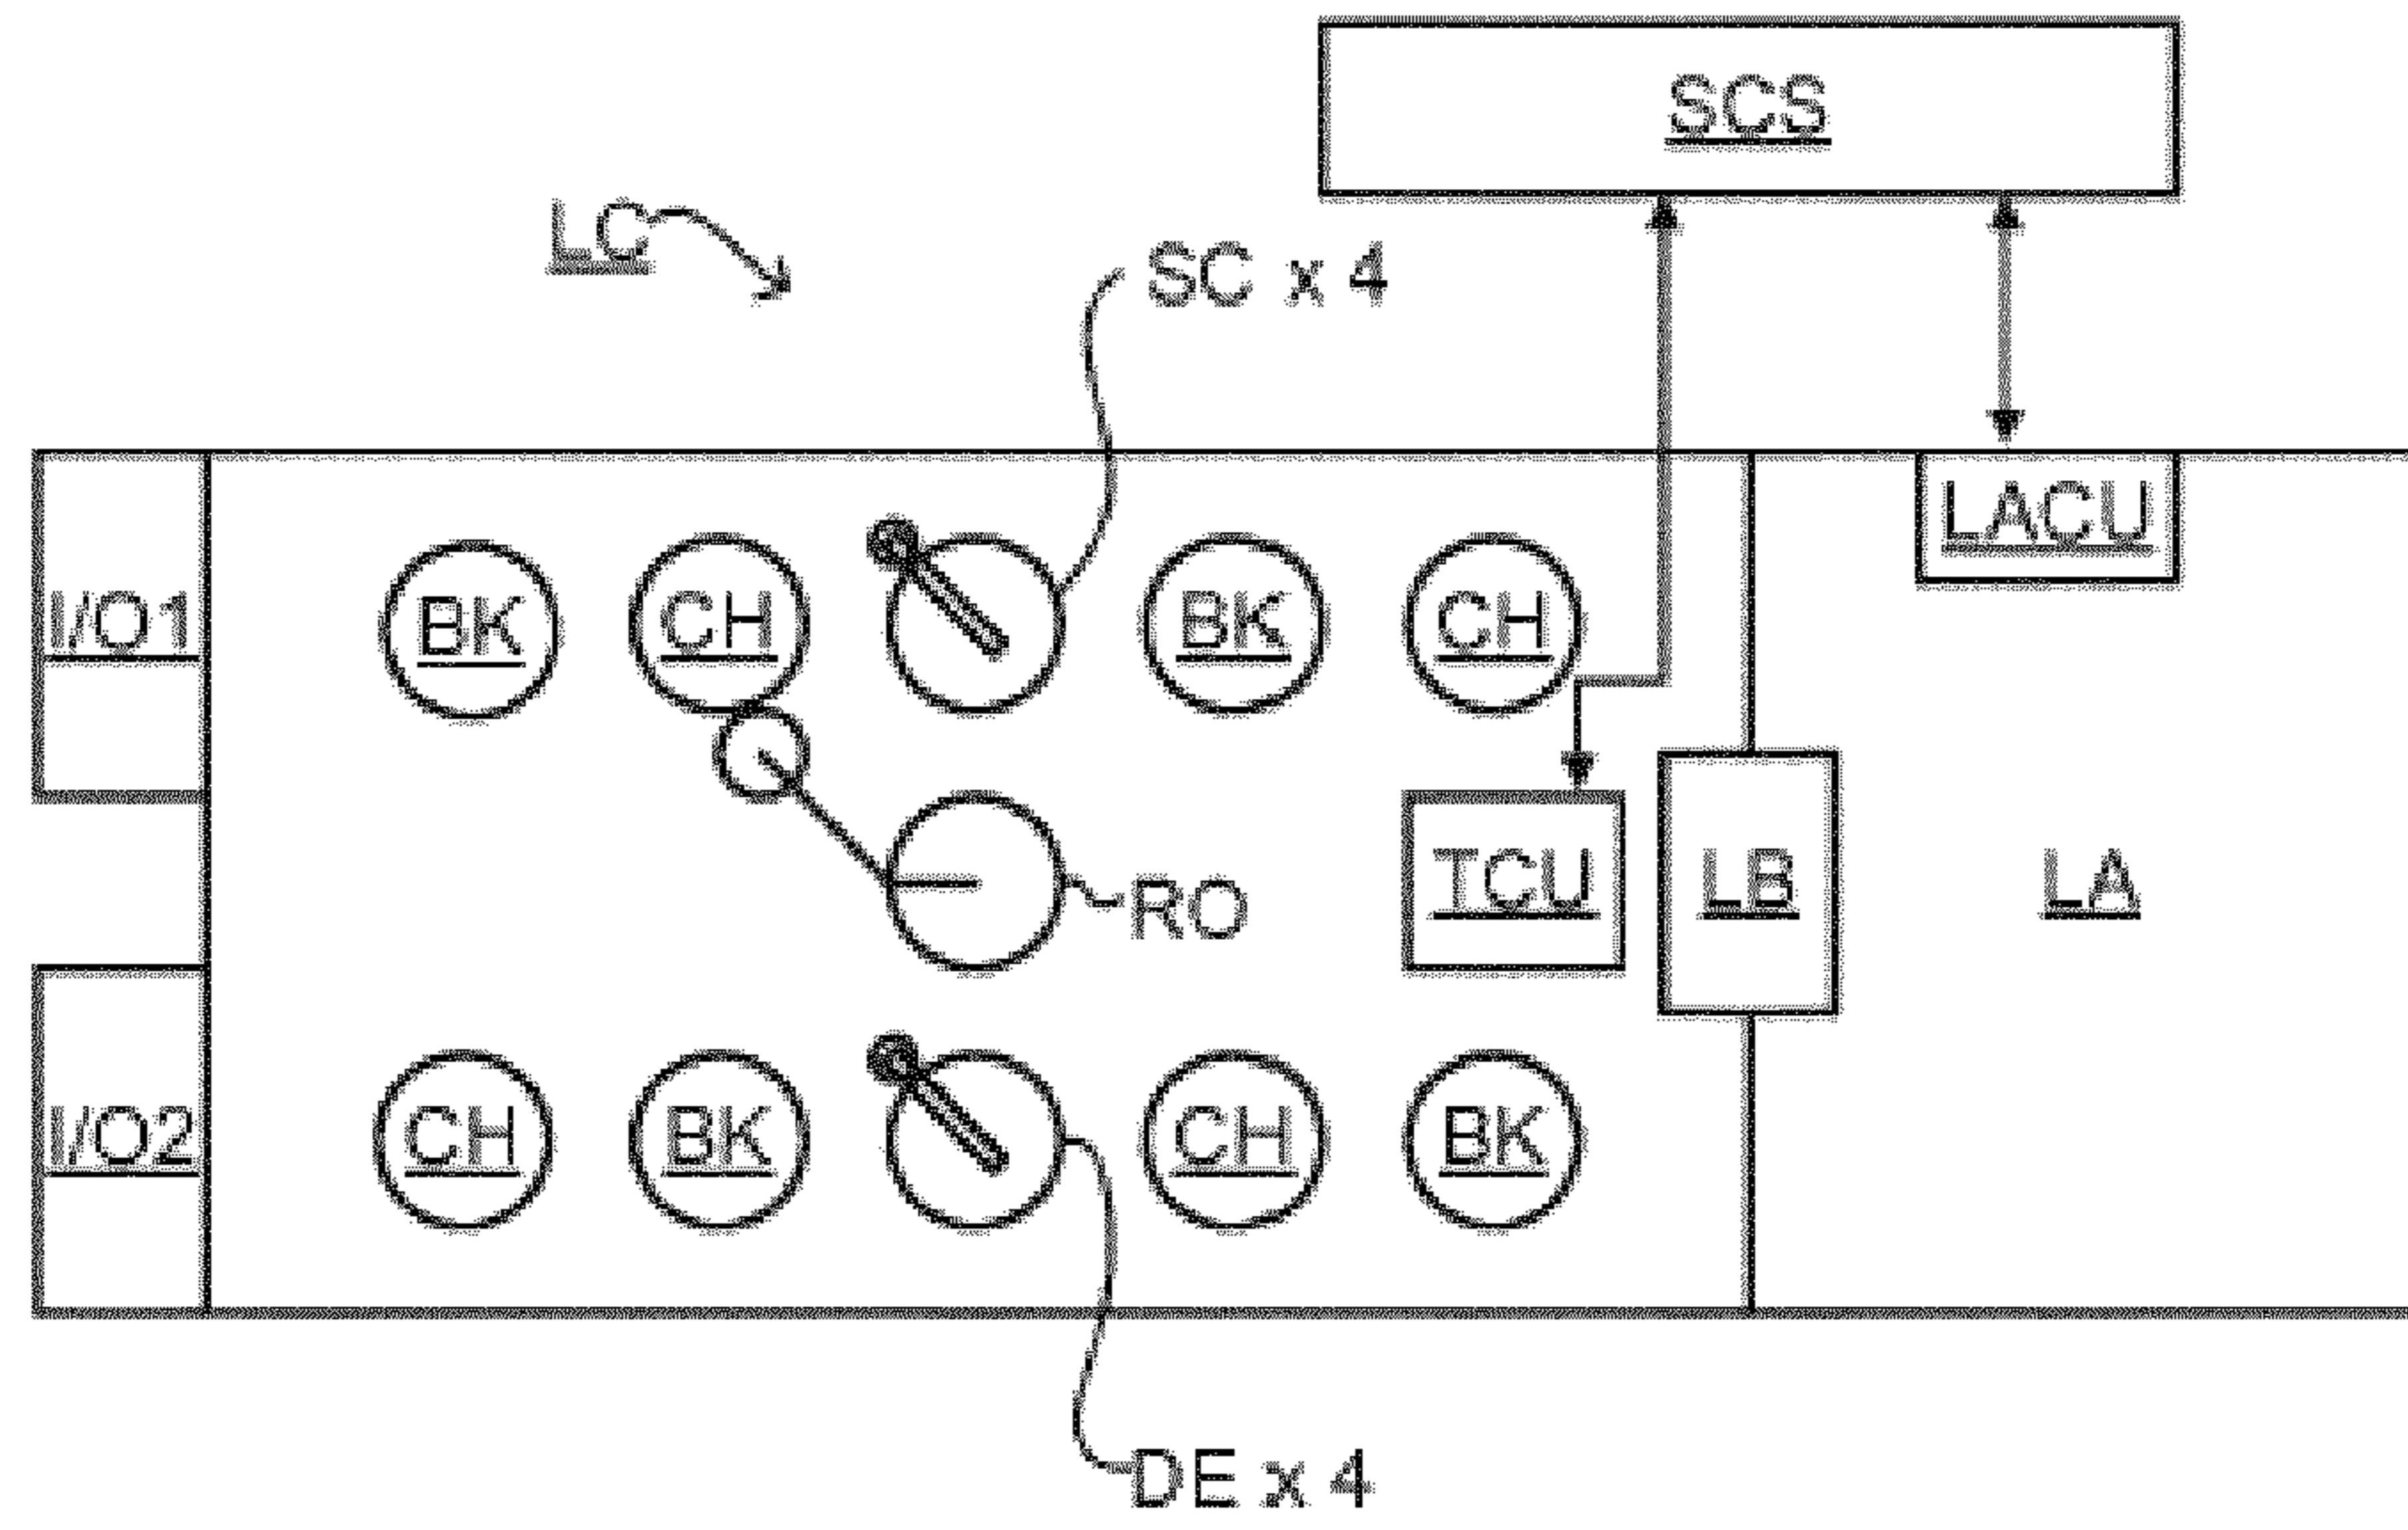 SCS
LC
SC x 4
LACU
I/O1
BK
CH
BK
CH
RO
TCU
LB
LA
I/O2
CH
BK
CH
BK
DE x 4